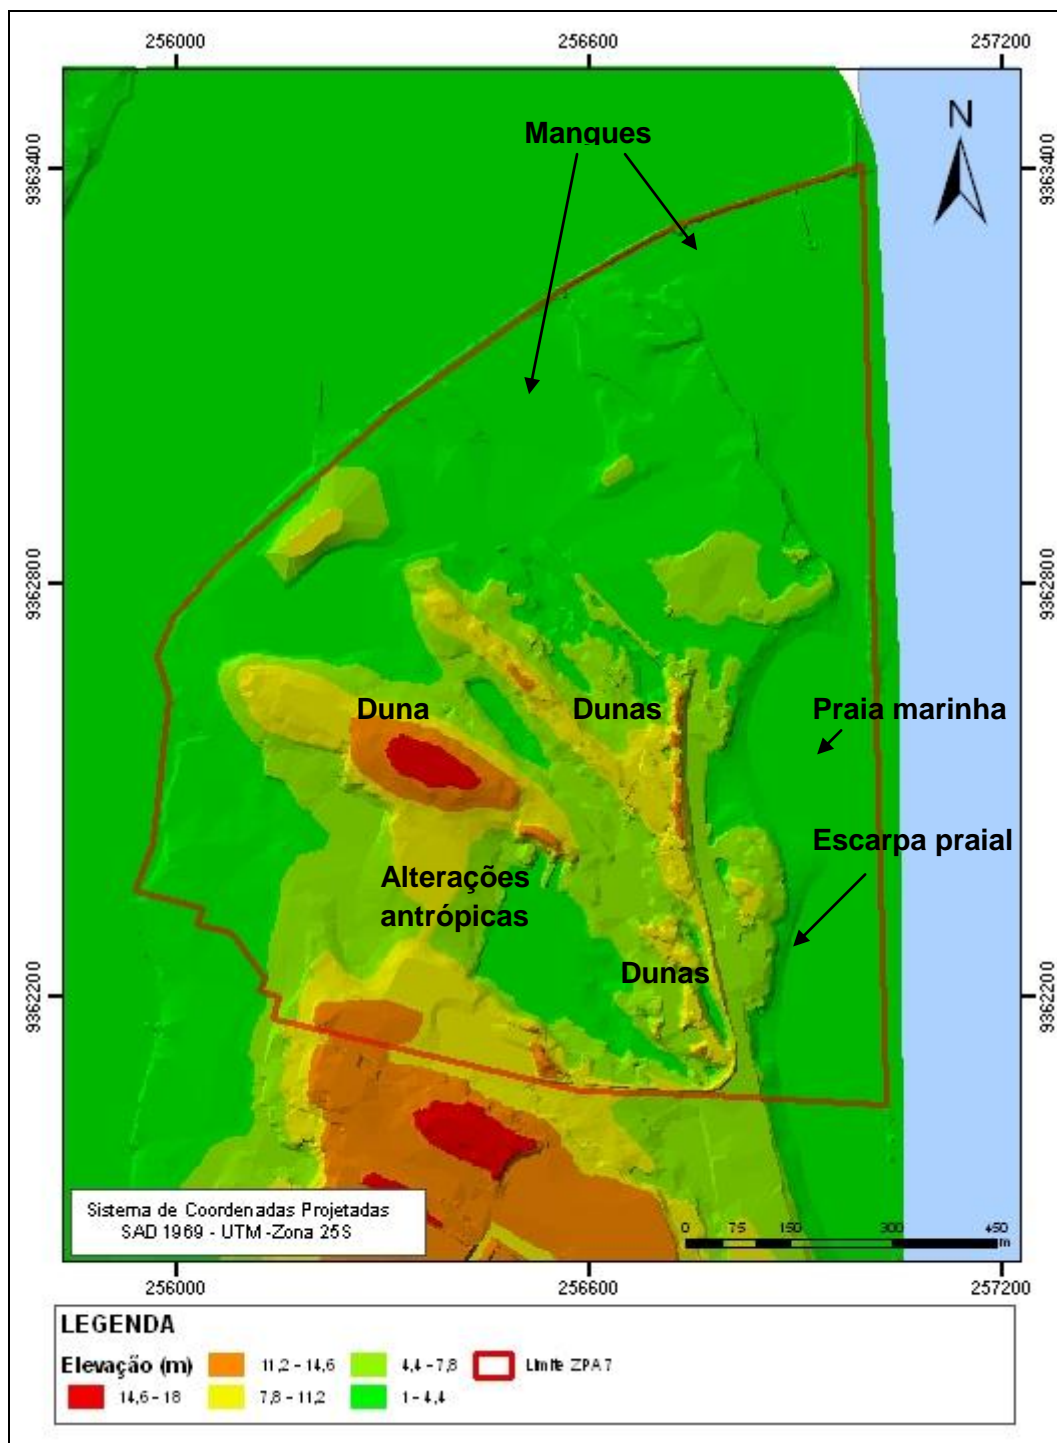 256000 256600 257200
Mangues
N
9363400 9363400
9362800 9362800
Duna Dunas Praia marinha
Escarpa praial
Alterações
antrópicas
Dunas
9362200 9362200
Sistema de Coordenadas Projetadas
SAD 1969 - UTM -Zona 25S
0 75 150 300 450
m
256000 256600 257200
LEGENDA
Elevação (m) 11,2 - 14,6 4,4 - 7,8 Limite ZPA 7
14,6 - 18 7,8 - 11,2 1 - 4,4